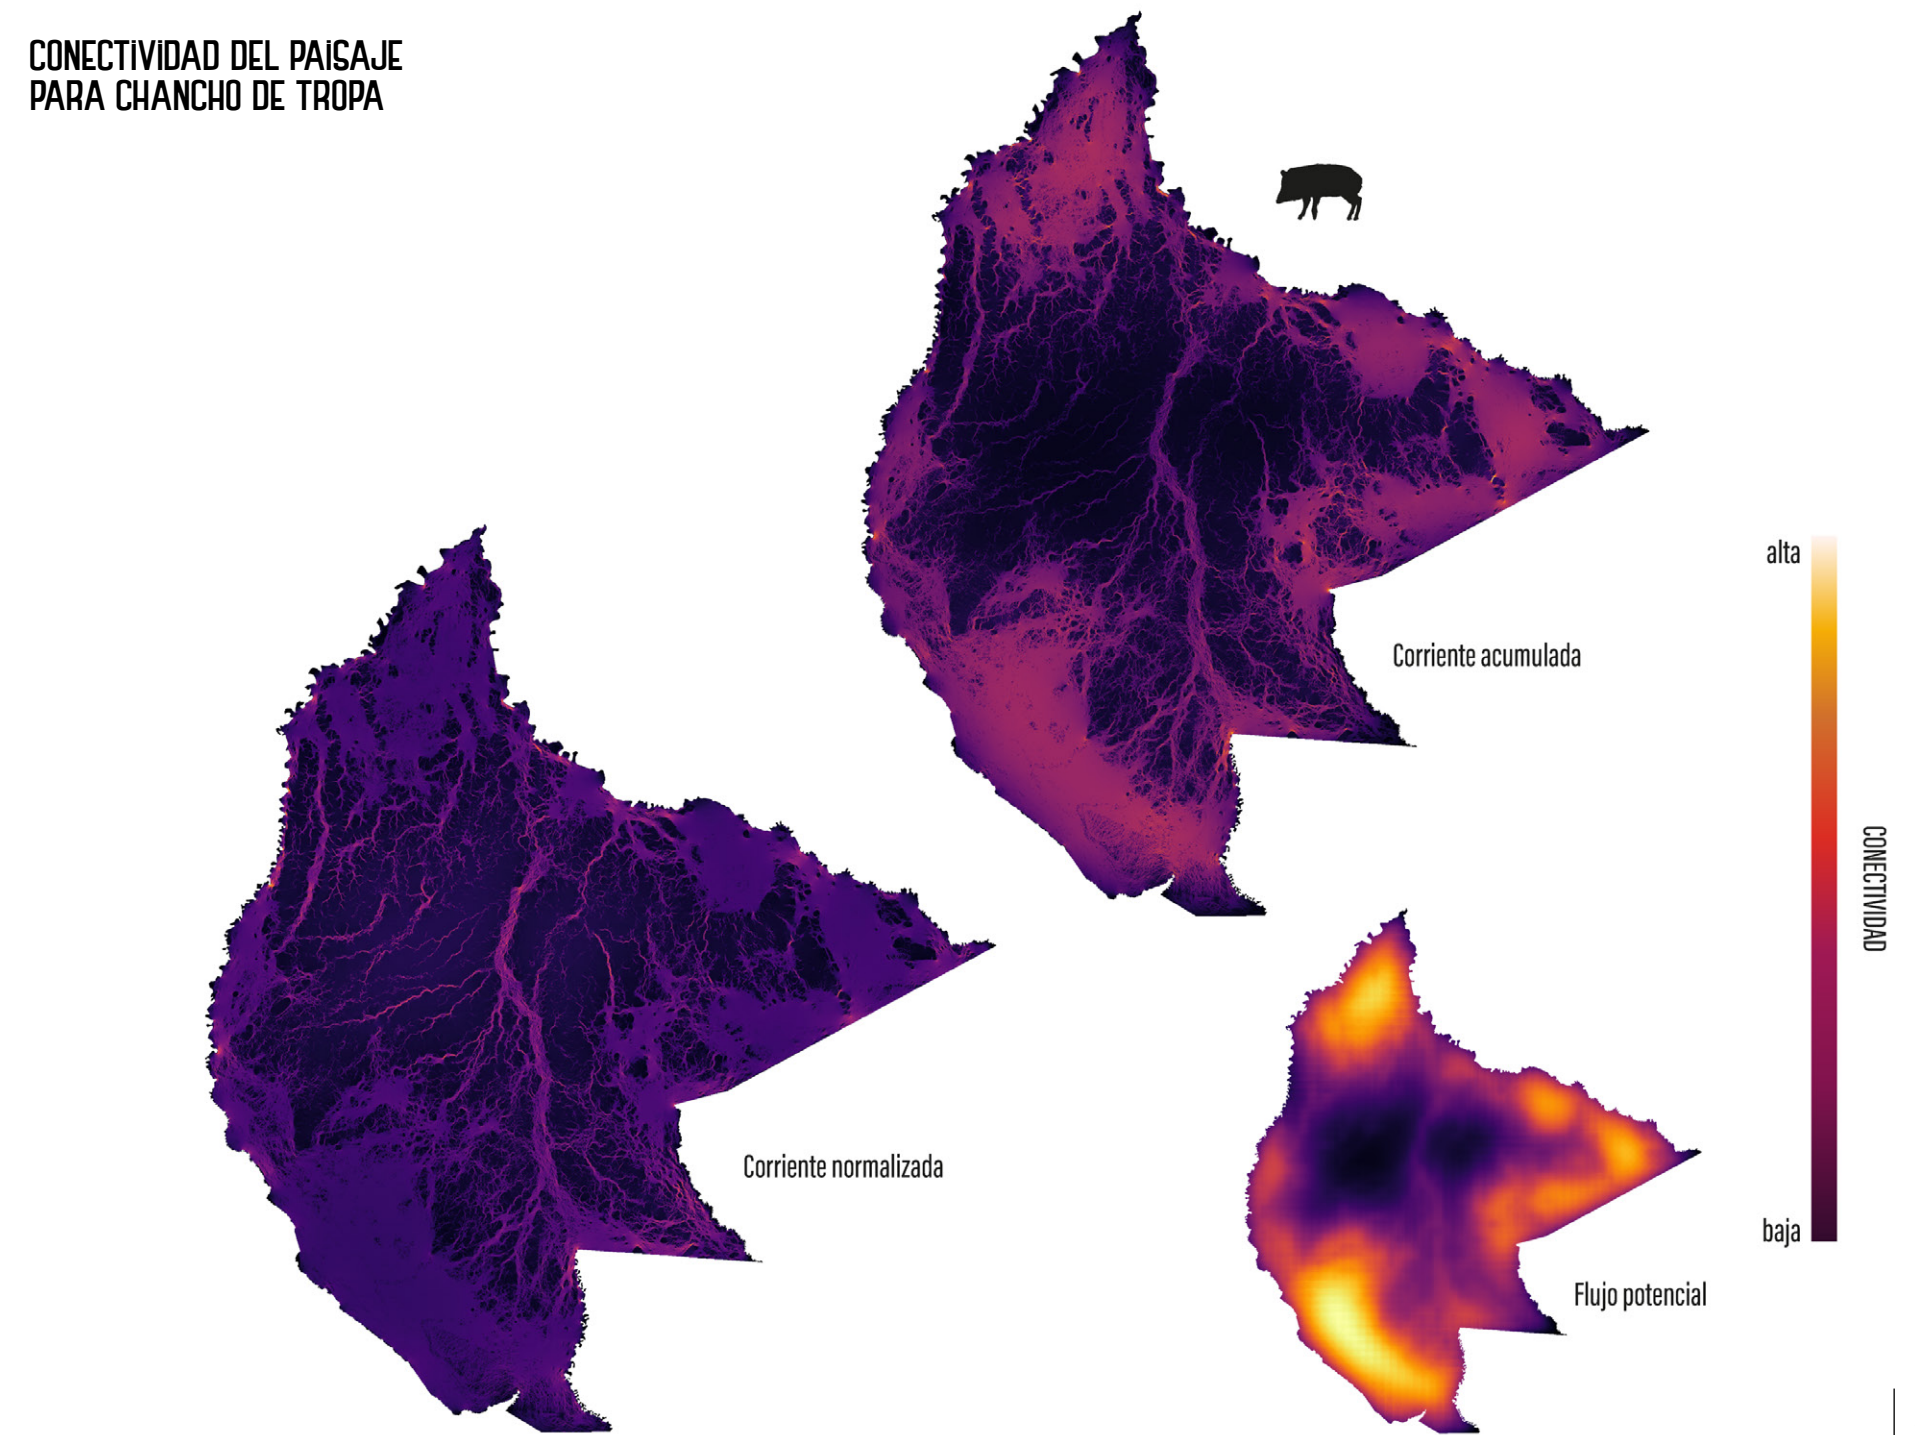 CONECTiViDAD DEL PAiSAJE
PARA CHANCHO DE TROPA
Corriente acumulada
alta
CONECTIVIDAD
Corriente normalizada
baja
Flujo potencial